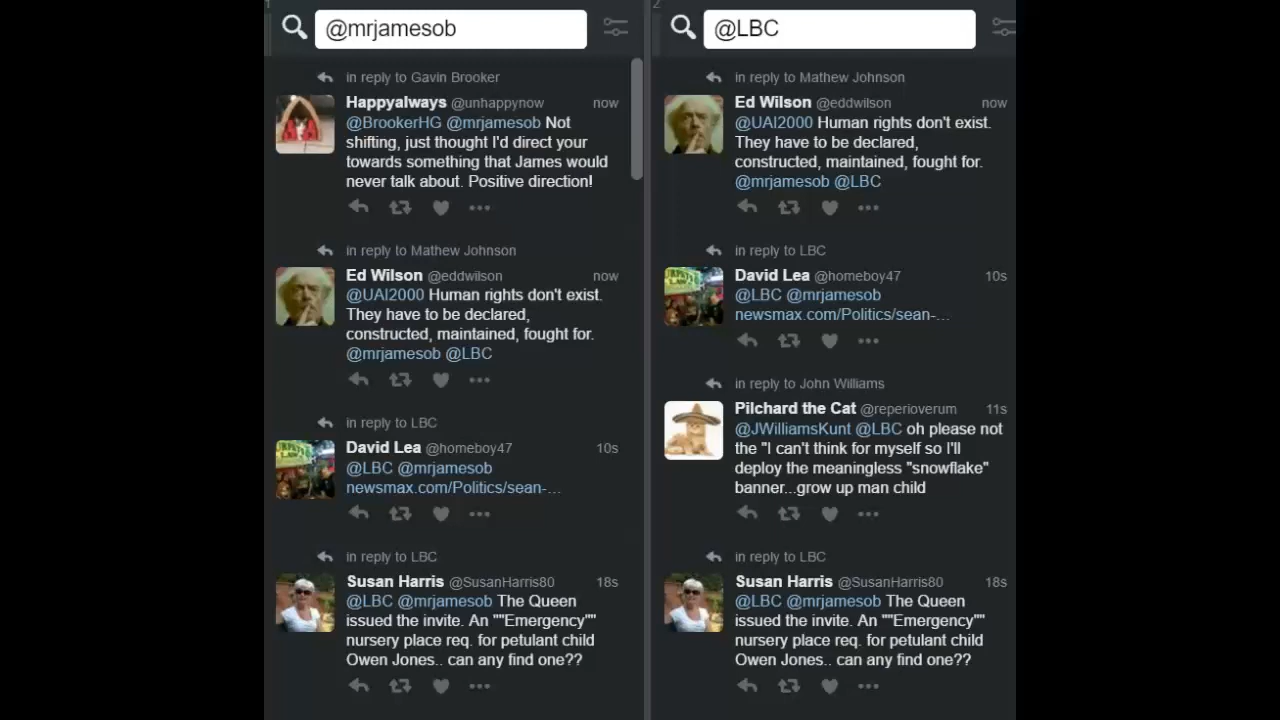 1
@mrjamesob
in reply to Gavin Brooker
Happyalways @unhappynow now
@BrookerHG @mrjamesob Not
shifting, just thought I'd direct your
towards something that James would
never talk about. Positive direction!
in reply to Mathew Johnson
Ed Wilson @eddwilson now
@UAI2000 Human rights don't exist.
They have to be declared,
constructed, maintained, fought for.
@mrjamesob @LBC
in reply to LBC
David Lea @homeboy47 10s
@LBC @mrjamesob
newsmax.com/Politics/sean-...
in reply to LBC
Susan Harris @SusanHarris80 18s
@LBC @mrjamesob The Queen
issued the invite. An ""Emergency""
nursery place req. for petulant child
Owen Jones.. can any find one??
2
@LBC
in reply to Mathew Johnson
Ed Wilson @eddwilson now
@UAI2000 Human rights don't exist.
They have to be declared,
constructed, maintained, fought for.
@mrjamesob @LBC
in reply to LBC
David Lea @homeboy47 10s
@LBC @mrjamesob
newsmax.com/Politics/sean-...
in reply to John Williams
Pilchard the Cat @reperioverum 11s
@JWilliamsKunt @LBC oh please not
the "I can't think for myself so I'll
deploy the meaningless "snowflake"
banner...grow up man child
in reply to LBC
Susan Harris @SusanHarris80 18s
@LBC @mrjamesob The Queen
issued the invite. An ""Emergency""
nursery place req. for petulant child
Owen Jones.. can any find one??